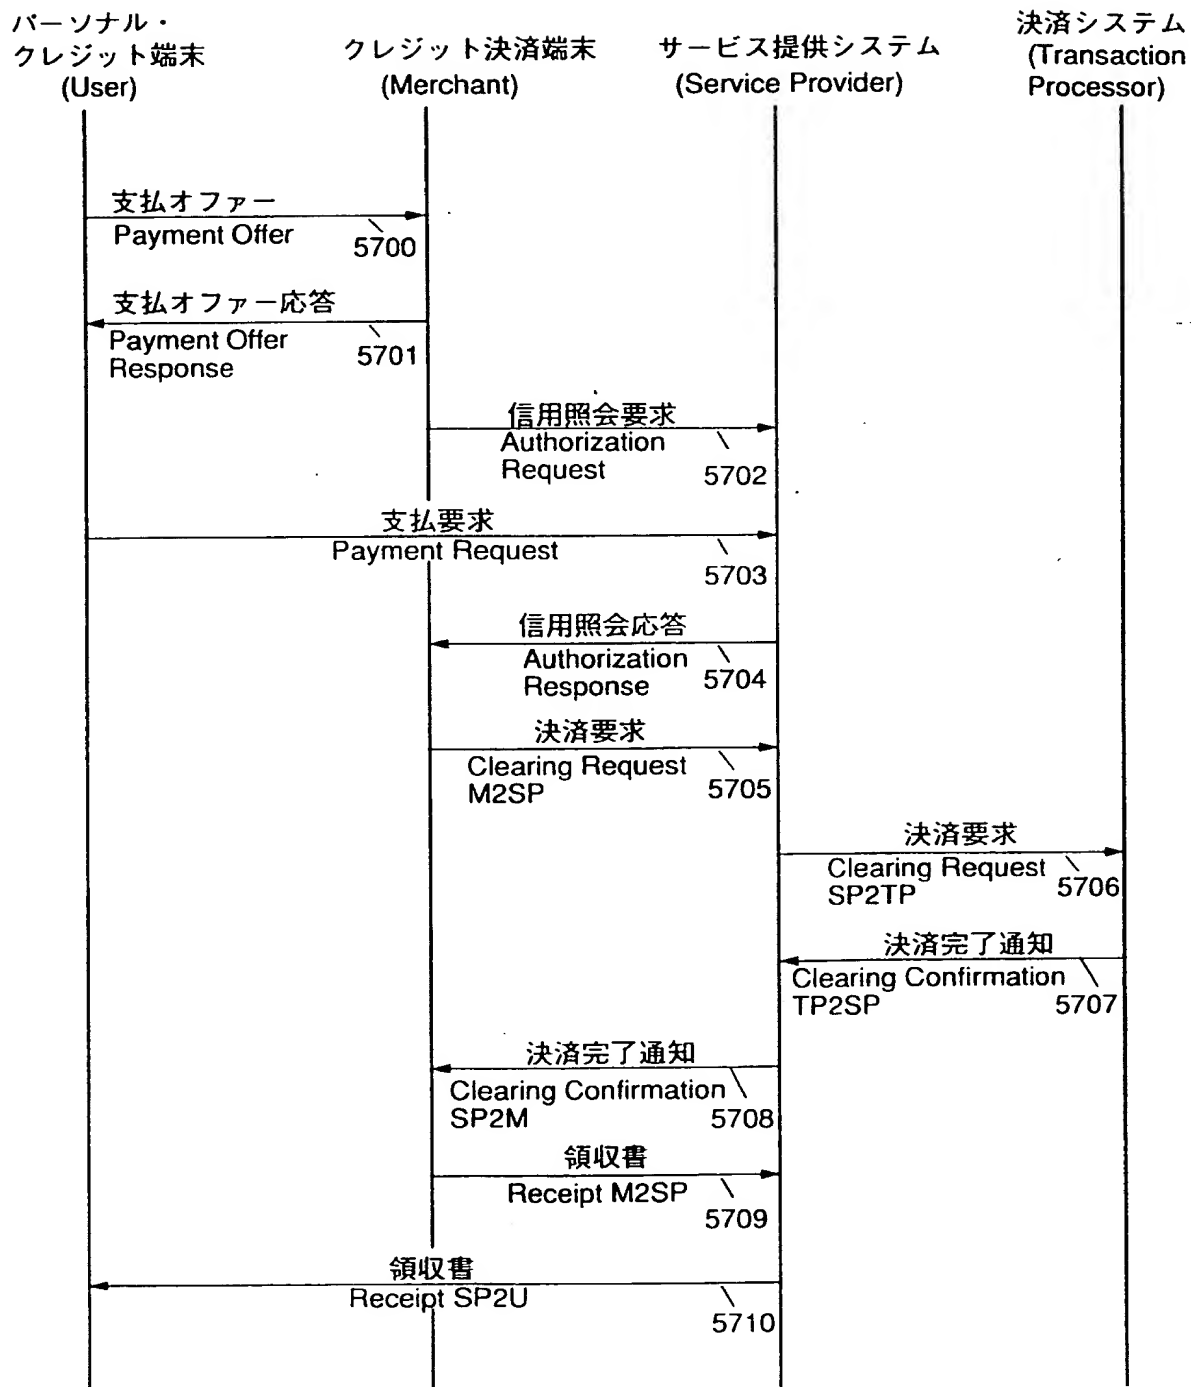 パーソナル・
クレジット端末
(User)
クレジット決済端末
(Merchant)
サービス提供システム
(Service Provider)
決済システム
(Transaction
Processor)
支払オファー
Payment Offer
5700
支払オファー応答
Payment Offer
Response
5701
信用照会要求
Authorization
Request
5702
支払要求
Payment Request
5703
信用照会応答
Authorization
Response
5704
決済要求
Clearing Request
M2SP
5705
決済要求
Clearing Request
SP2TP
5706
決済完了通知
Clearing Confirmation
TP2SP
5707
決済完了通知
Clearing Confirmation
SP2M
5708
領収書
Receipt M2SP
5709
領収書
Receipt SP2U
5710